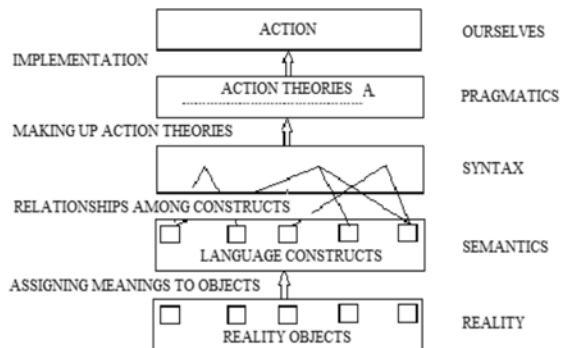 ACTION OURSELVES
IMPLEMENTATION
ACTION THEORIES A PRAGMATICS
MAKING UP ACTION THEORIES
SYNTAX
RELATIONSHIPS AMONG CONSTRUCTS
LANGUAGE CONSTRUCTS SEMANTICS
ASSIGNING MEANINGS TO OBJECTS
REALITY OBJECTS REALITY